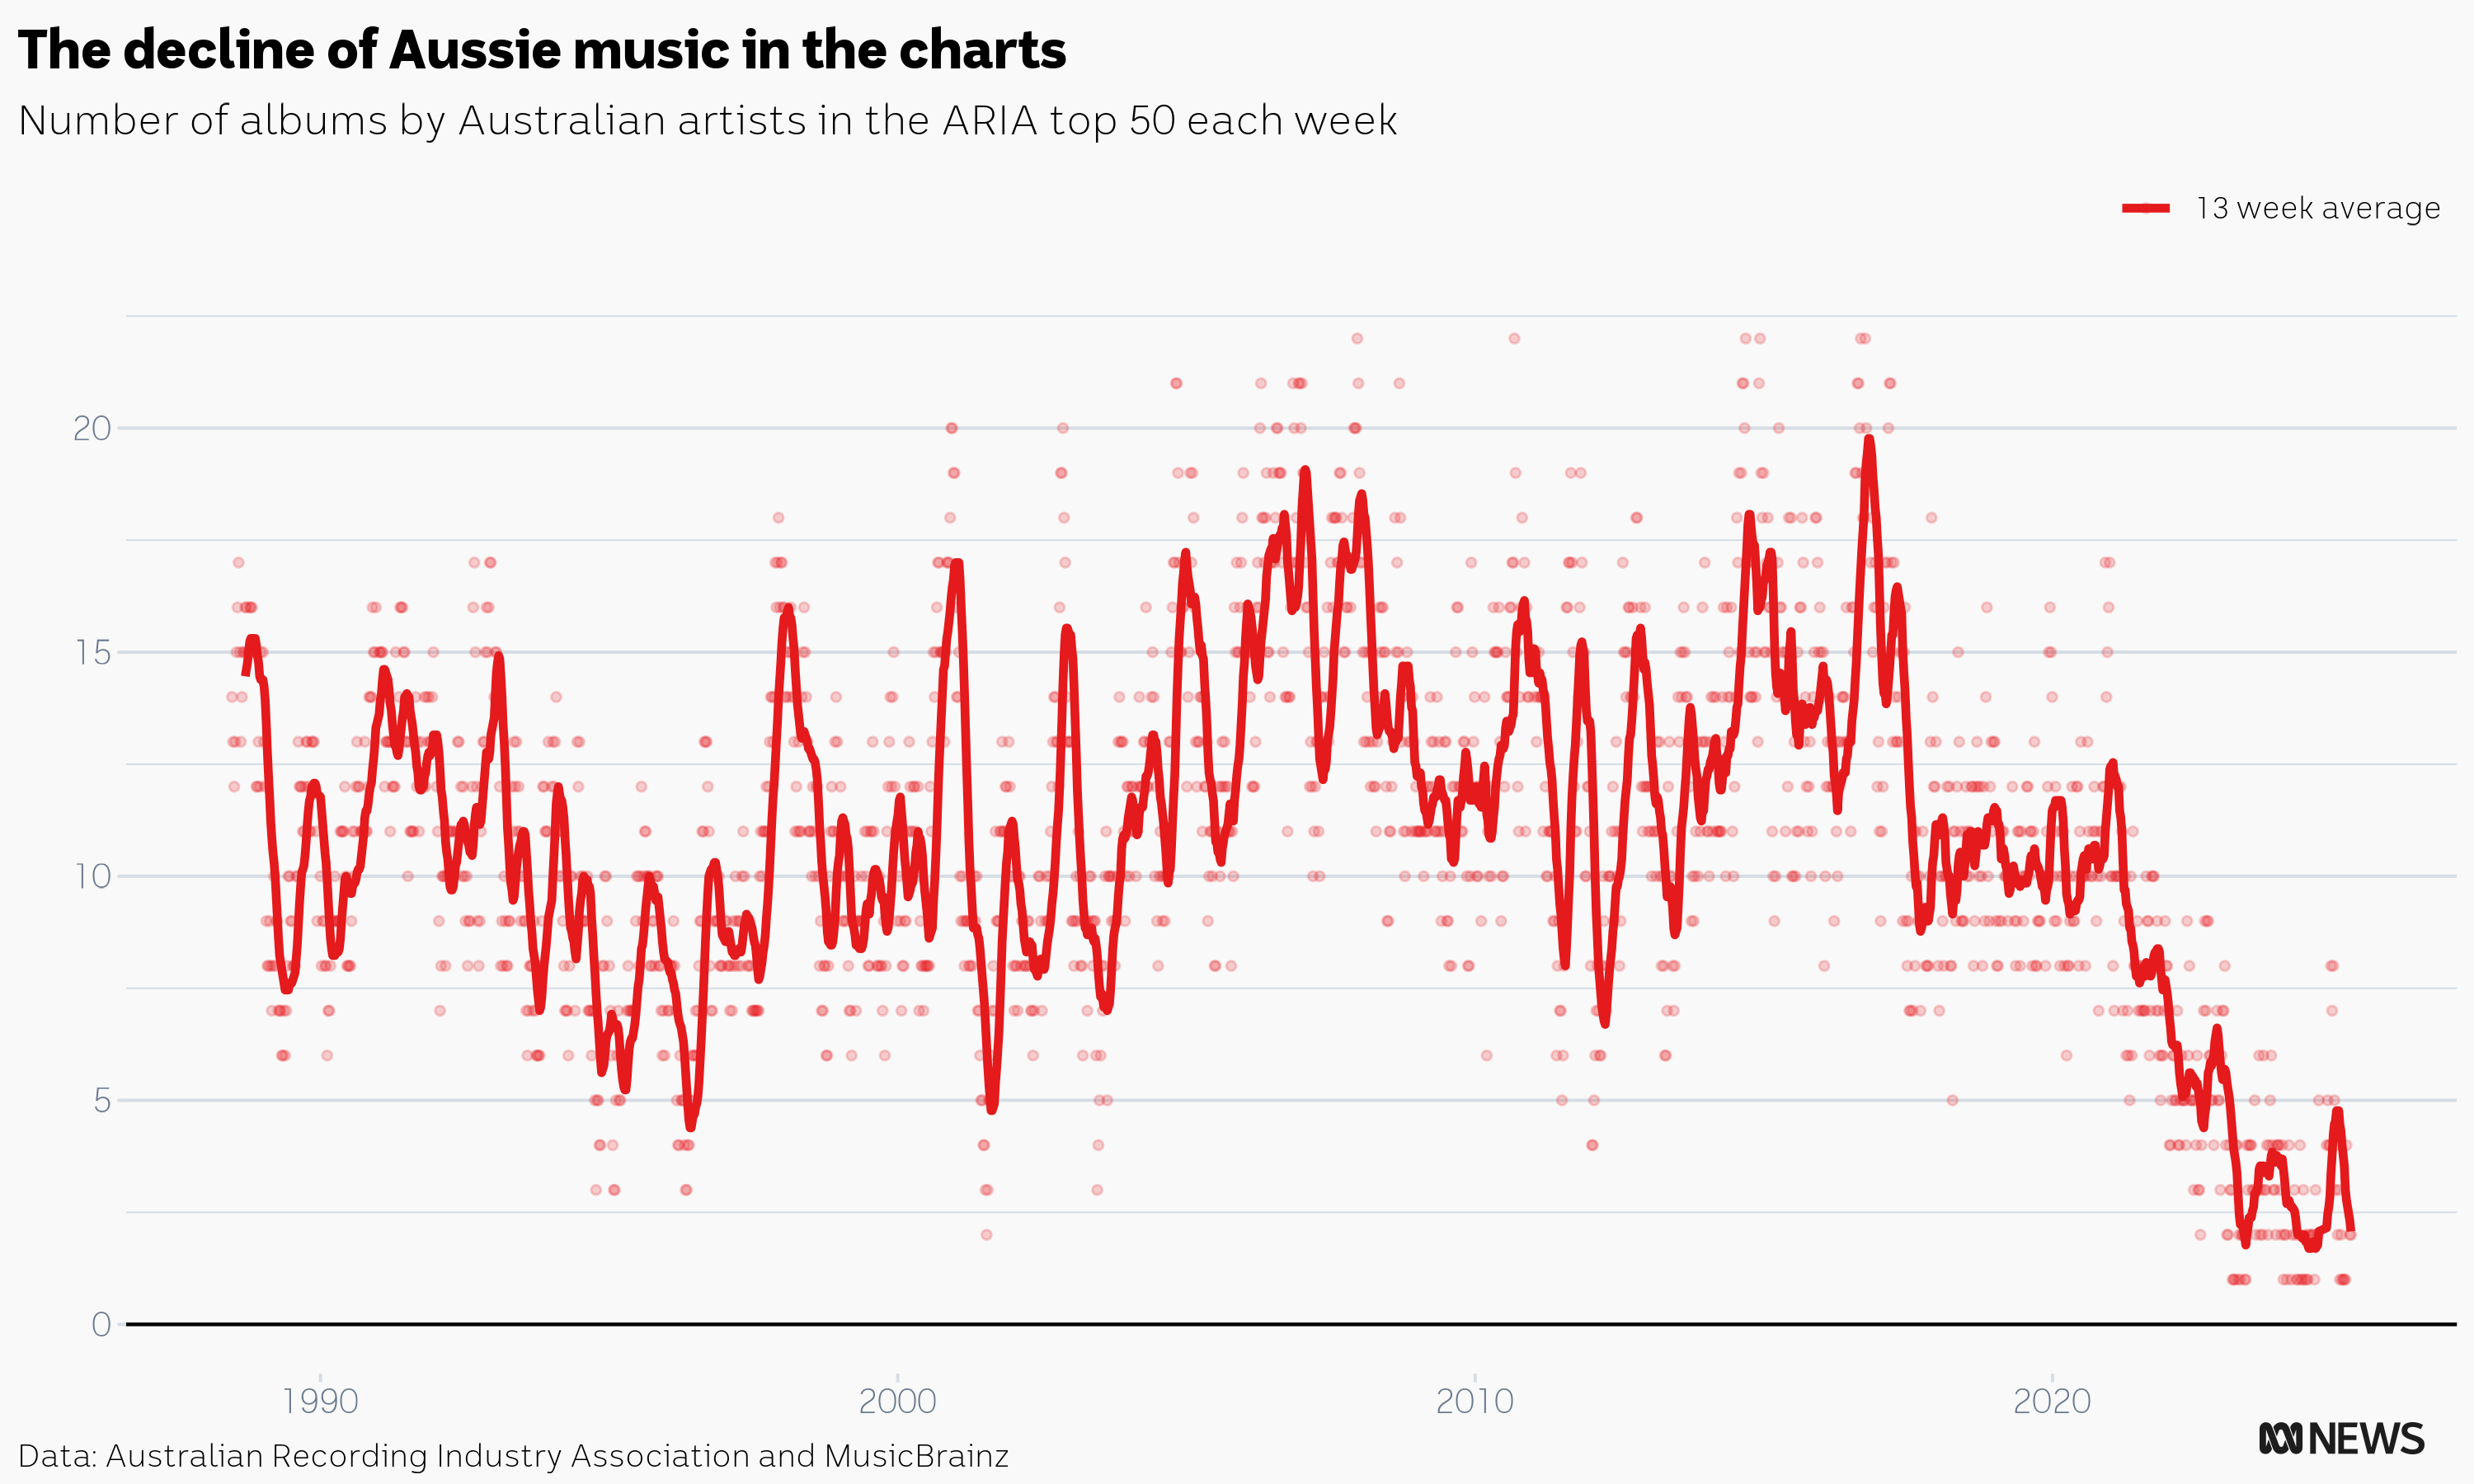 The decline of Aussie music in the charts
Number of albums by Australian artists in the ARIA top 50 each week
13 week average
20
15
10
5
0
1990 2000 2010 2020
Data: Australian Recording Industry Association and MusicBrainz
NEWS